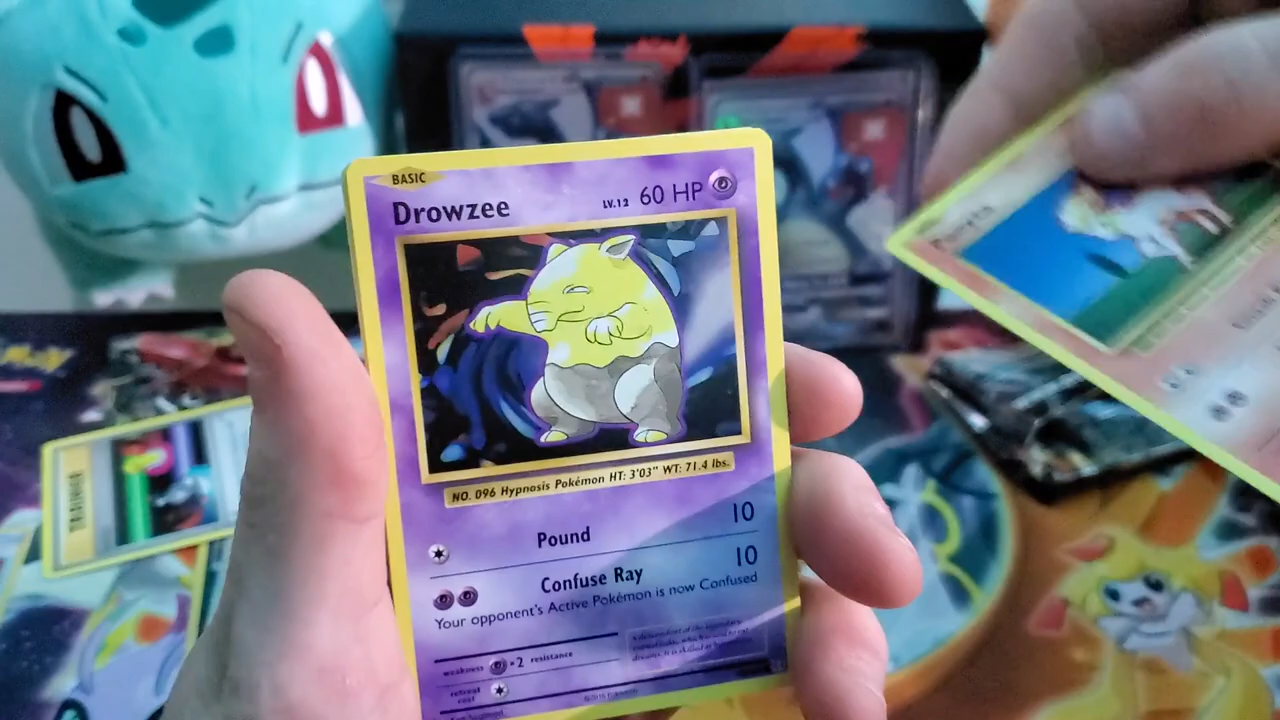 BASIC
Drowzee LV.12 60 HP
NO. 096 Hypnosis Pokémon HT: 3'03" WT: 71.4 lbs.
Pound 10
Confuse Ray 10
Your opponent's Active Pokémon is now Confused
weakness ×2 resistance
retreat
cost
Ponyta